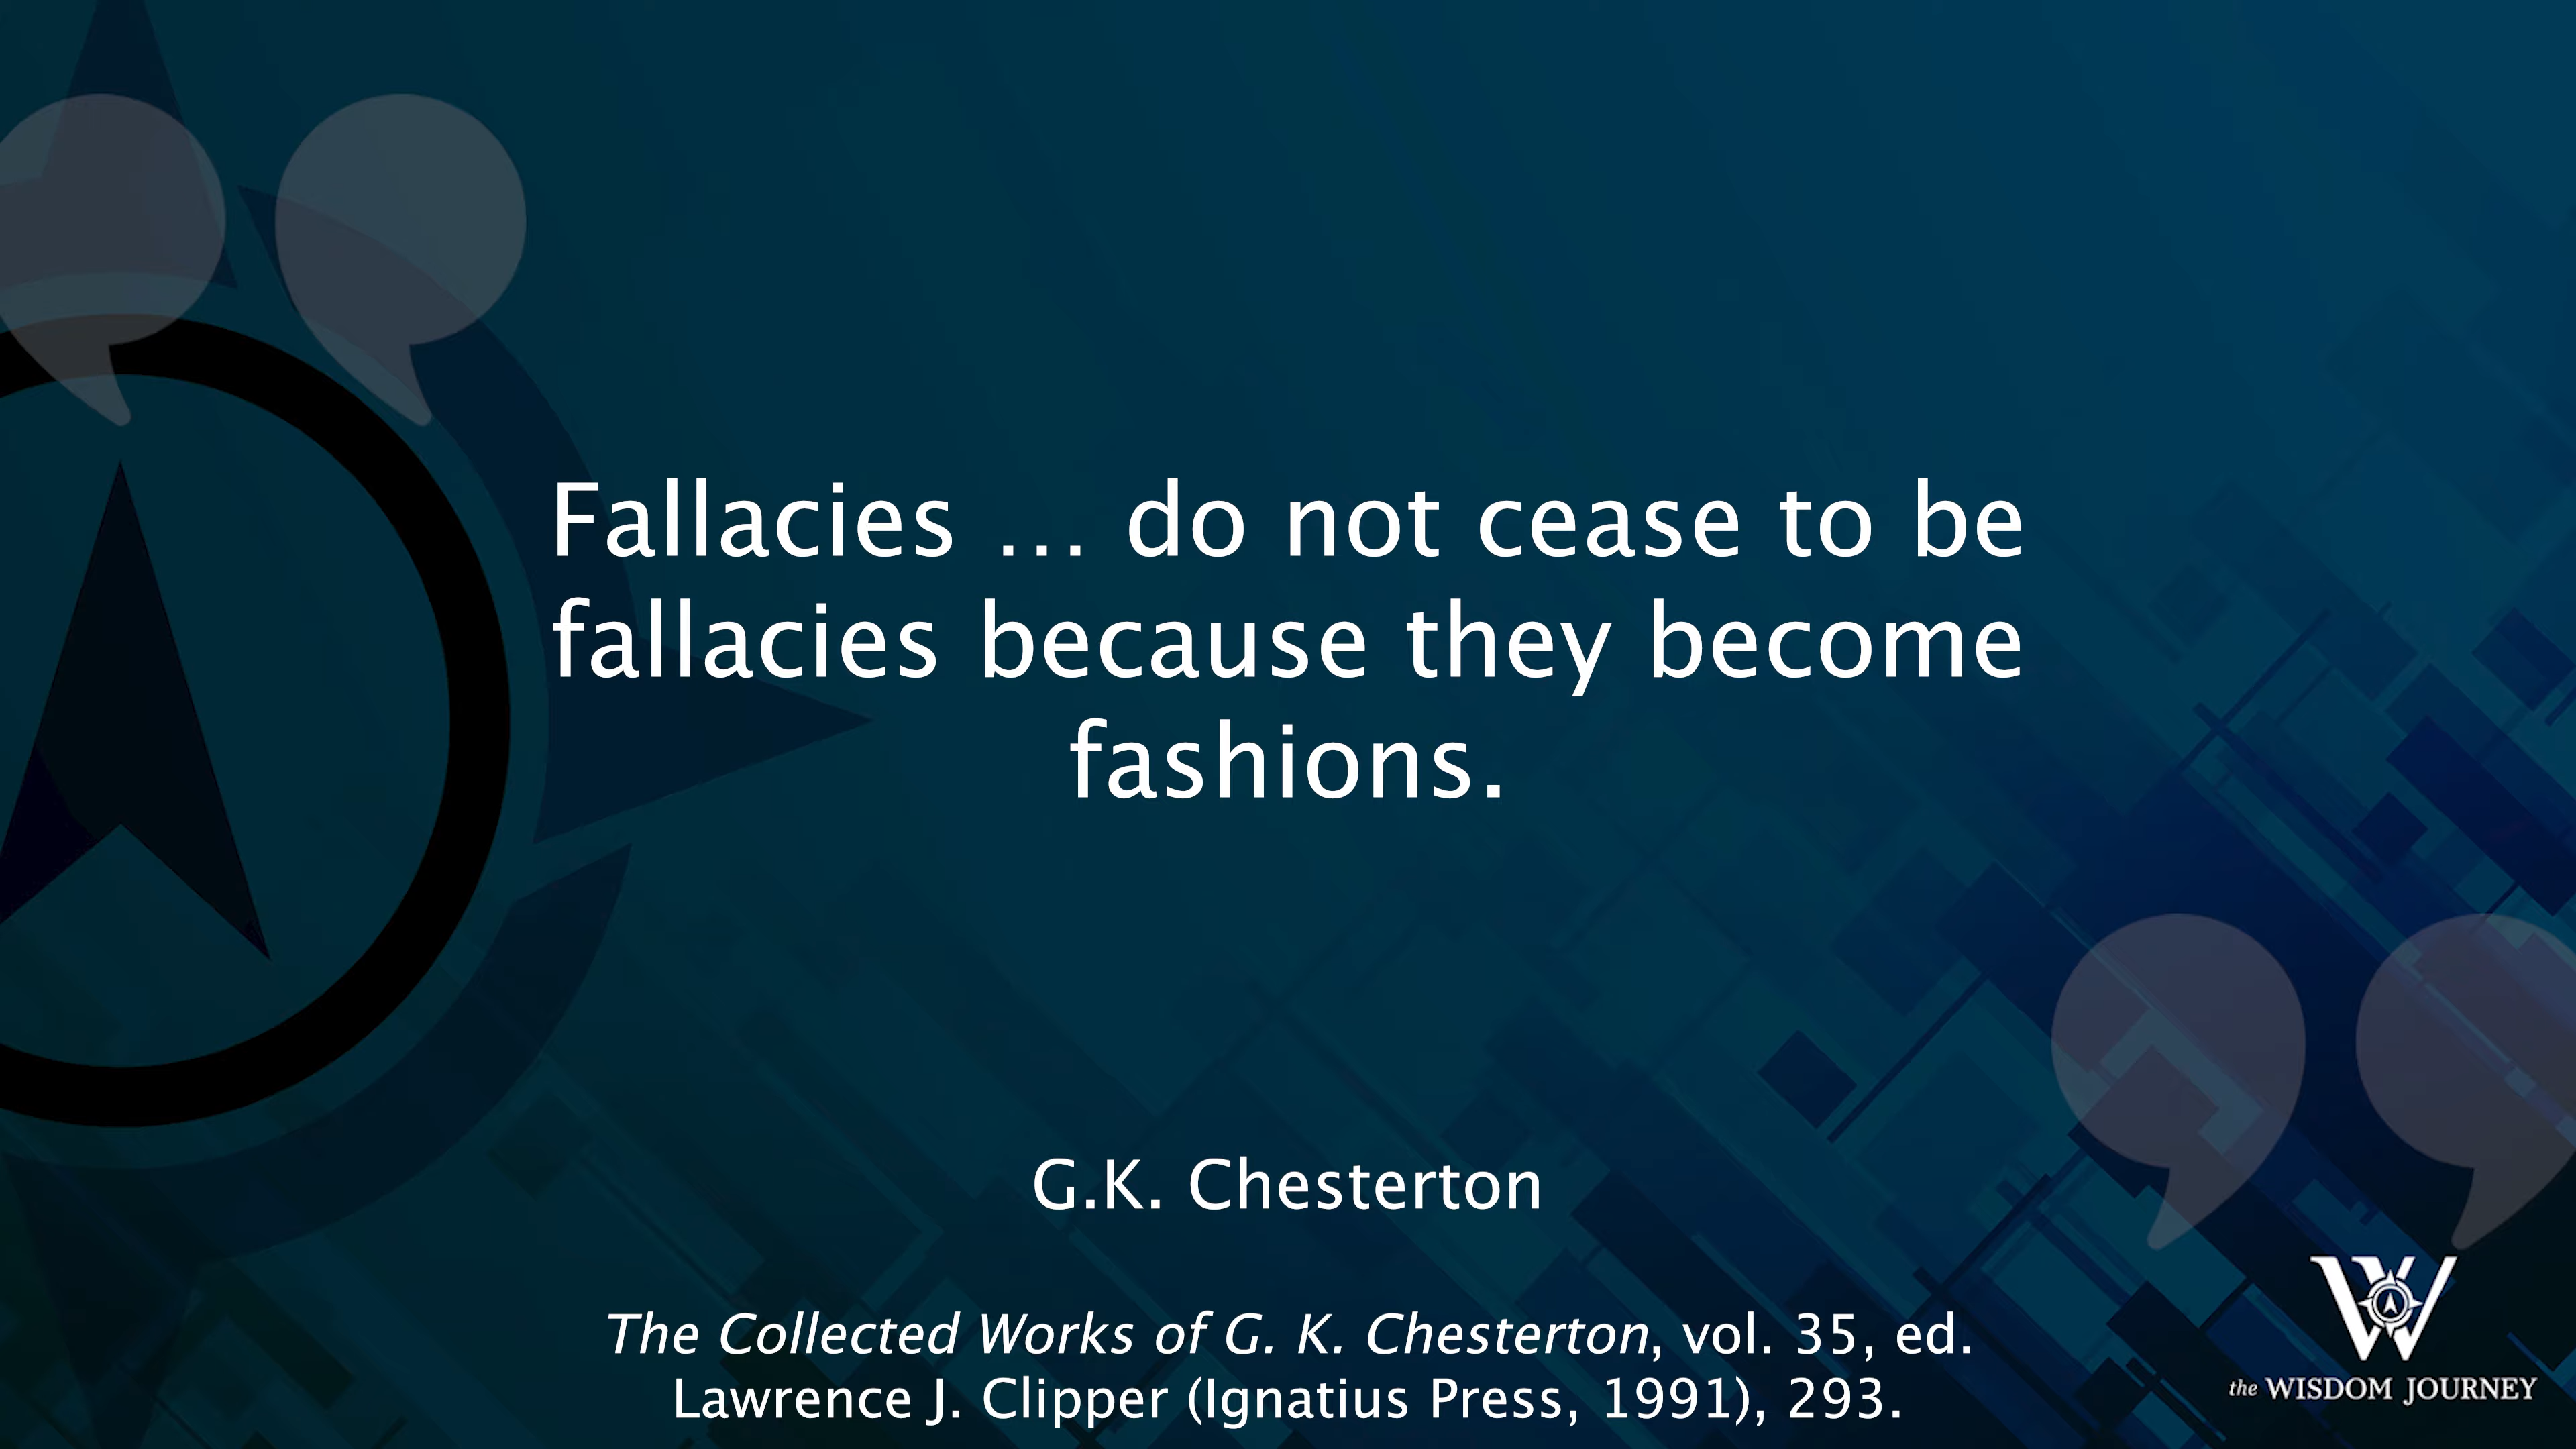 Fallacies … do not cease to be
fallacies because they become
fashions.
G.K. Chesterton
The Collected Works of G. K. Chesterton, vol. 35, ed.
Lawrence J. Clipper (Ignatius Press, 1991), 293.
W
the WISDOM JOURNEY